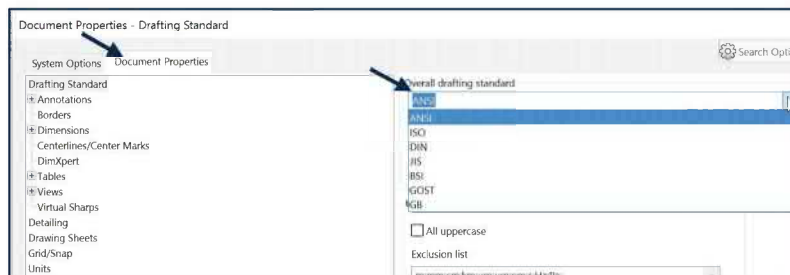 Document Properties - Drafting Standard
Search Opti
System Options
Document Properties
Drafting Standard
Annotations
Borders
Dimensions
Centerlines/Center Marks
DimXpert
Tables
Views
Virtual Sharps
Detailing
Drawing Sheets
Grid/Snap
Units
Overall drafting standard
ANSI
ANSI
ISO
DIN
JIS
BSI
GOST
GB
All uppercase
Exclusion list